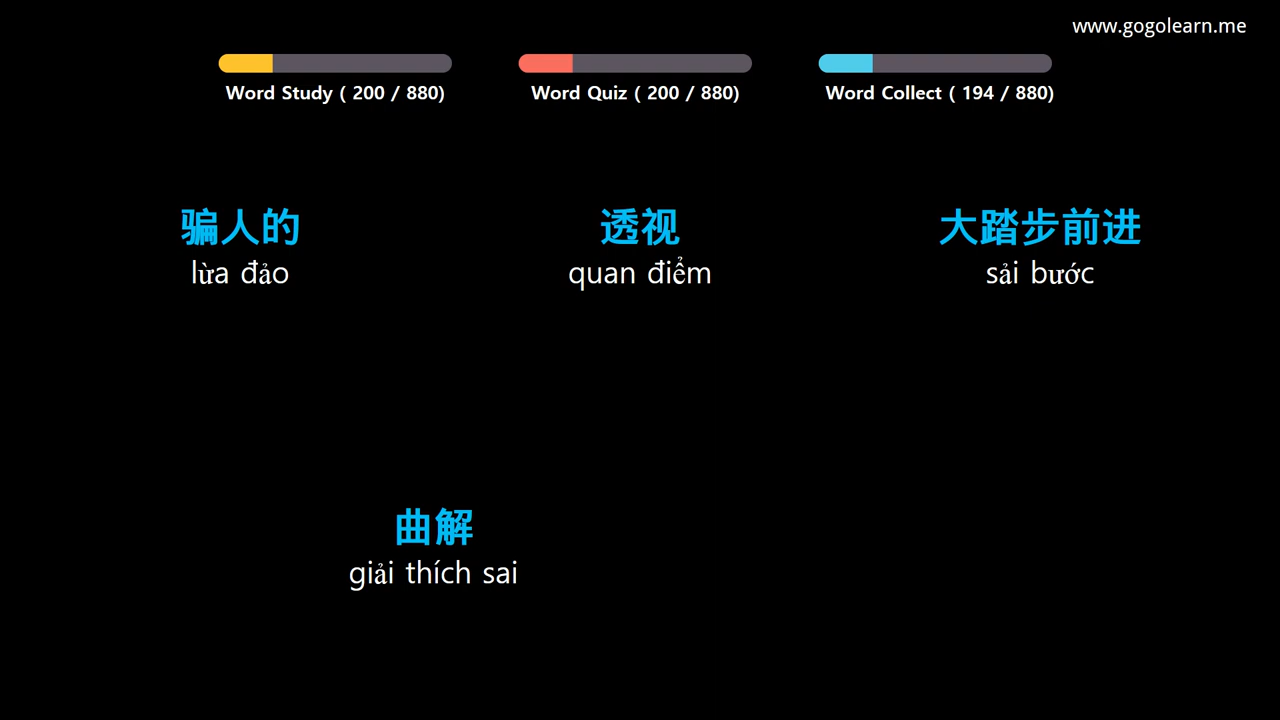 www.gogolearn.me
Word Study ( 200 / 880)
Word Quiz ( 200 / 880)
Word Collect ( 194 / 880)
骗人的
lừa đảo
透视
quan điểm
大踏步前进
sải bước
曲解
giải thích sai